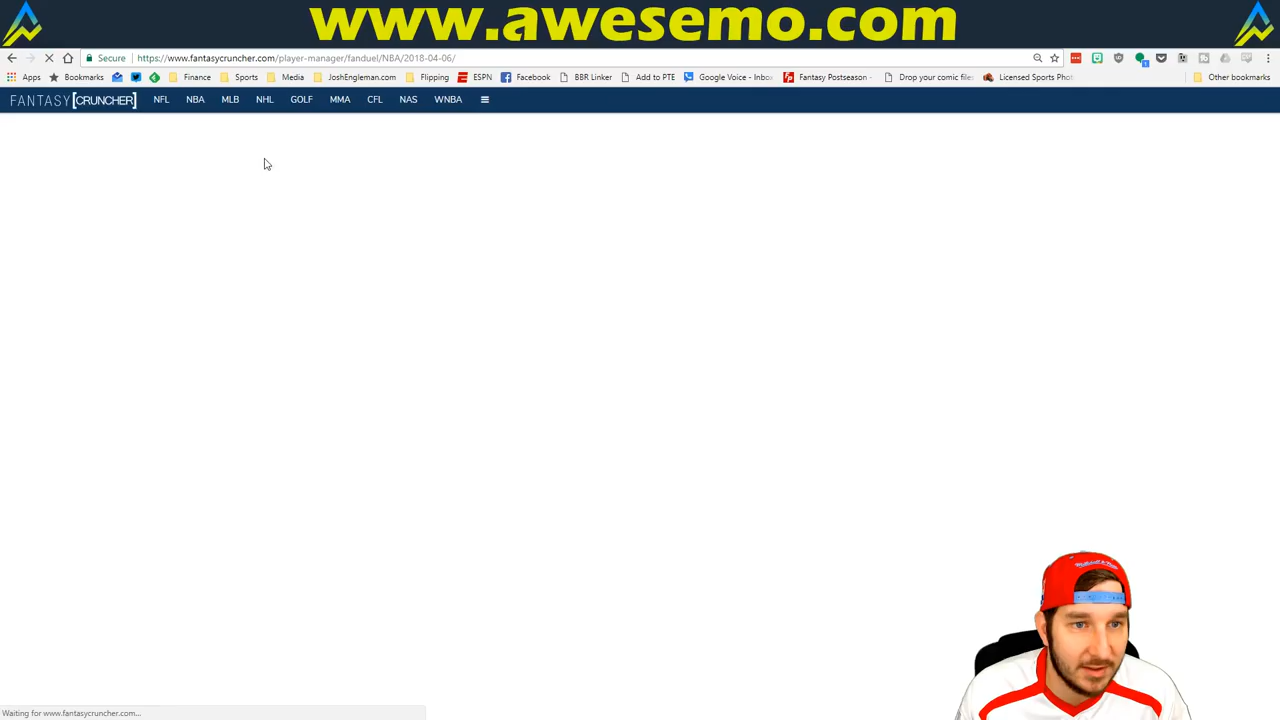 www.awesemo.com
Secure | https://www.fantasycruncher.com/player-manager/fanduel/NBA/2018-04-06/
Apps Bookmarks Finance Sports Media JoshEngleman.com Flipping ESPN Facebook BBR Linker Add to PTE Google Voice - Inbo Fantasy Postseason - Drop your comic files Licensed Sports Pho Other bookmarks
FANTASY [CRUNCHER] NFL NBA MLB NHL GOLF MMA CFL NAS WNBA
Waiting for www.fantasycruncher.com...